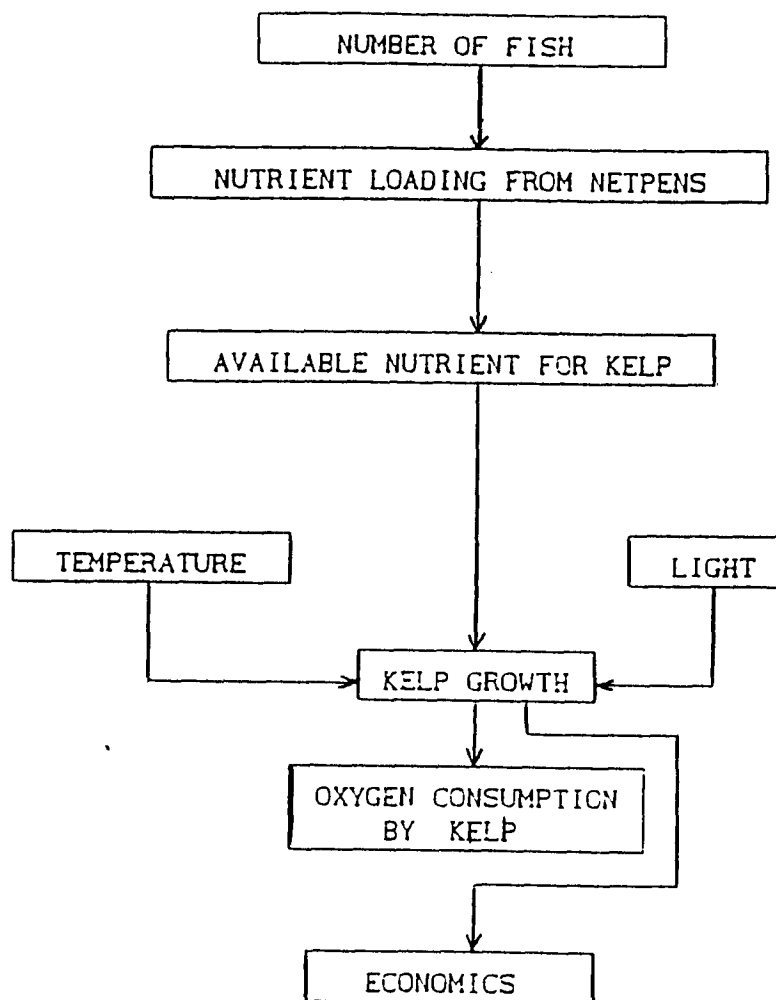 NUMBER OF FISH
NUTRIENT LOADING FROM NETPENS
AVAILABLE NUTRIENT FOR KELP
TEMPERATURE
LIGHT
KELP GROWTH
OXYGEN CONSUMPTION
BY KELP
ECONOMICS